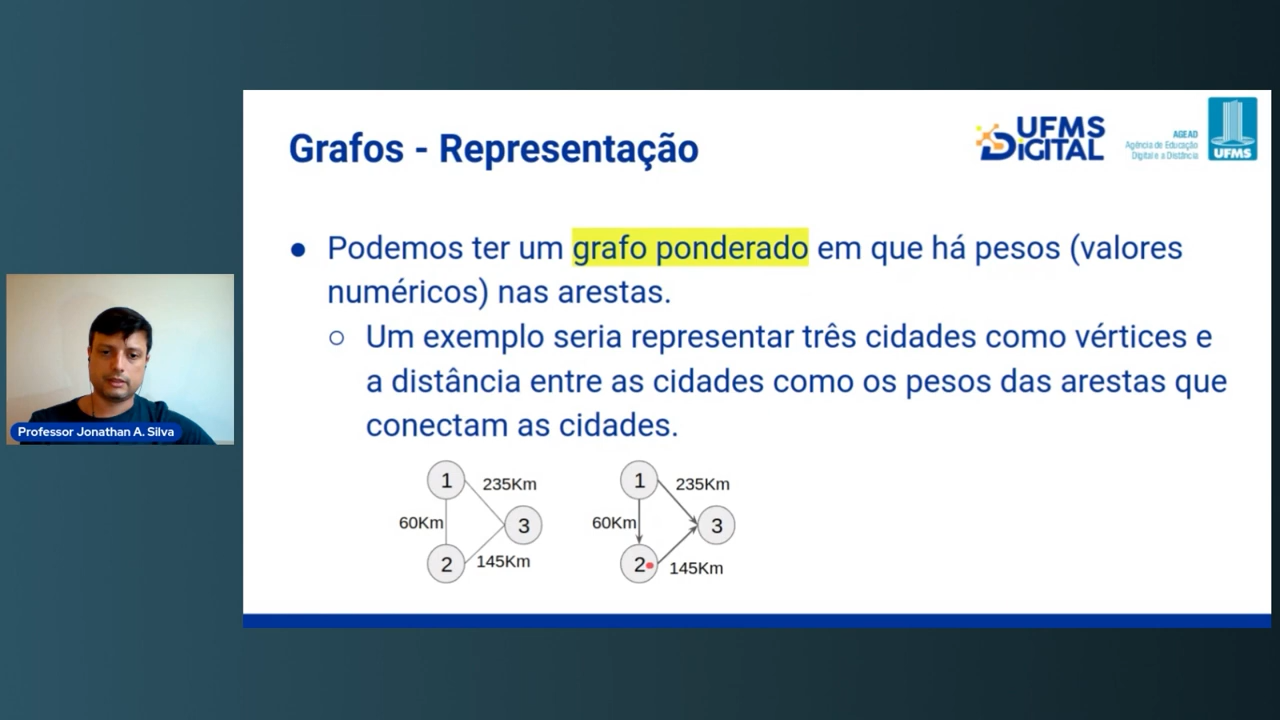 Grafos - Representação
UFMS
DIGITAL
AGEAD
Agência de Educação
Digital e a Distância
UFMS
● Podemos ter um grafo ponderado em que há pesos (valores
numéricos) nas arestas.
○ Um exemplo seria representar três cidades como vértices e
a distância entre as cidades como os pesos das arestas que
conectam as cidades.
1
235Km
60Km
3
2
145Km
1
235Km
60Km
3
2
145Km
Professor Jonathan A. Silva